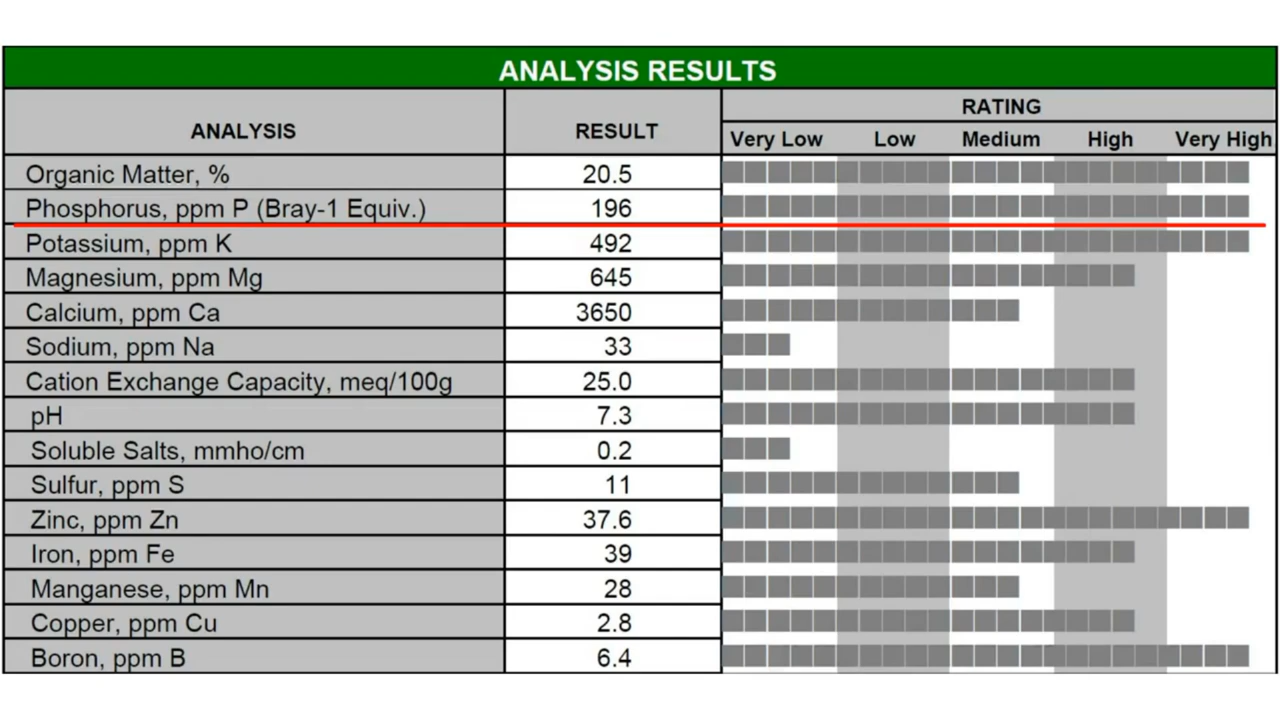 ANALYSIS RESULTS
ANALYSIS RESULT RATING
Very Low Low Medium High Very High
Organic Matter, % 20.5
Phosphorus, ppm P (Bray-1 Equiv.) 196
Potassium, ppm K 492
Magnesium, ppm Mg 645
Calcium, ppm Ca 3650
Sodium, ppm Na 33
Cation Exchange Capacity, meq/100g 25.0
pH 7.3
Soluble Salts, mmho/cm 0.2
Sulfur, ppm S 11
Zinc, ppm Zn 37.6
Iron, ppm Fe 39
Manganese, ppm Mn 28
Copper, ppm Cu 2.8
Boron, ppm B 6.4